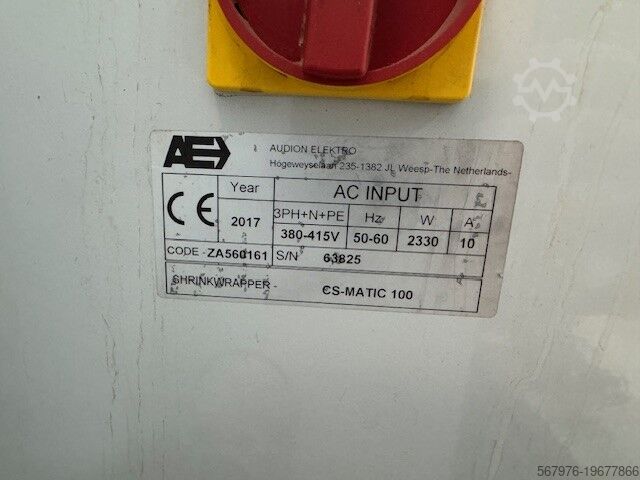 AE
AUDION ELEKTRO
Hogeweyselaan 235-1382 JL Weesp-The Netherlands-
CE
Year
AC INPUT
2017
3PH+N+PE Hz W A
380-415V 50-60 2330 10
CODE - ZA560161 S/N 63825
SHRINKWRAPPER - CS-MATIC 100
567976-19677866